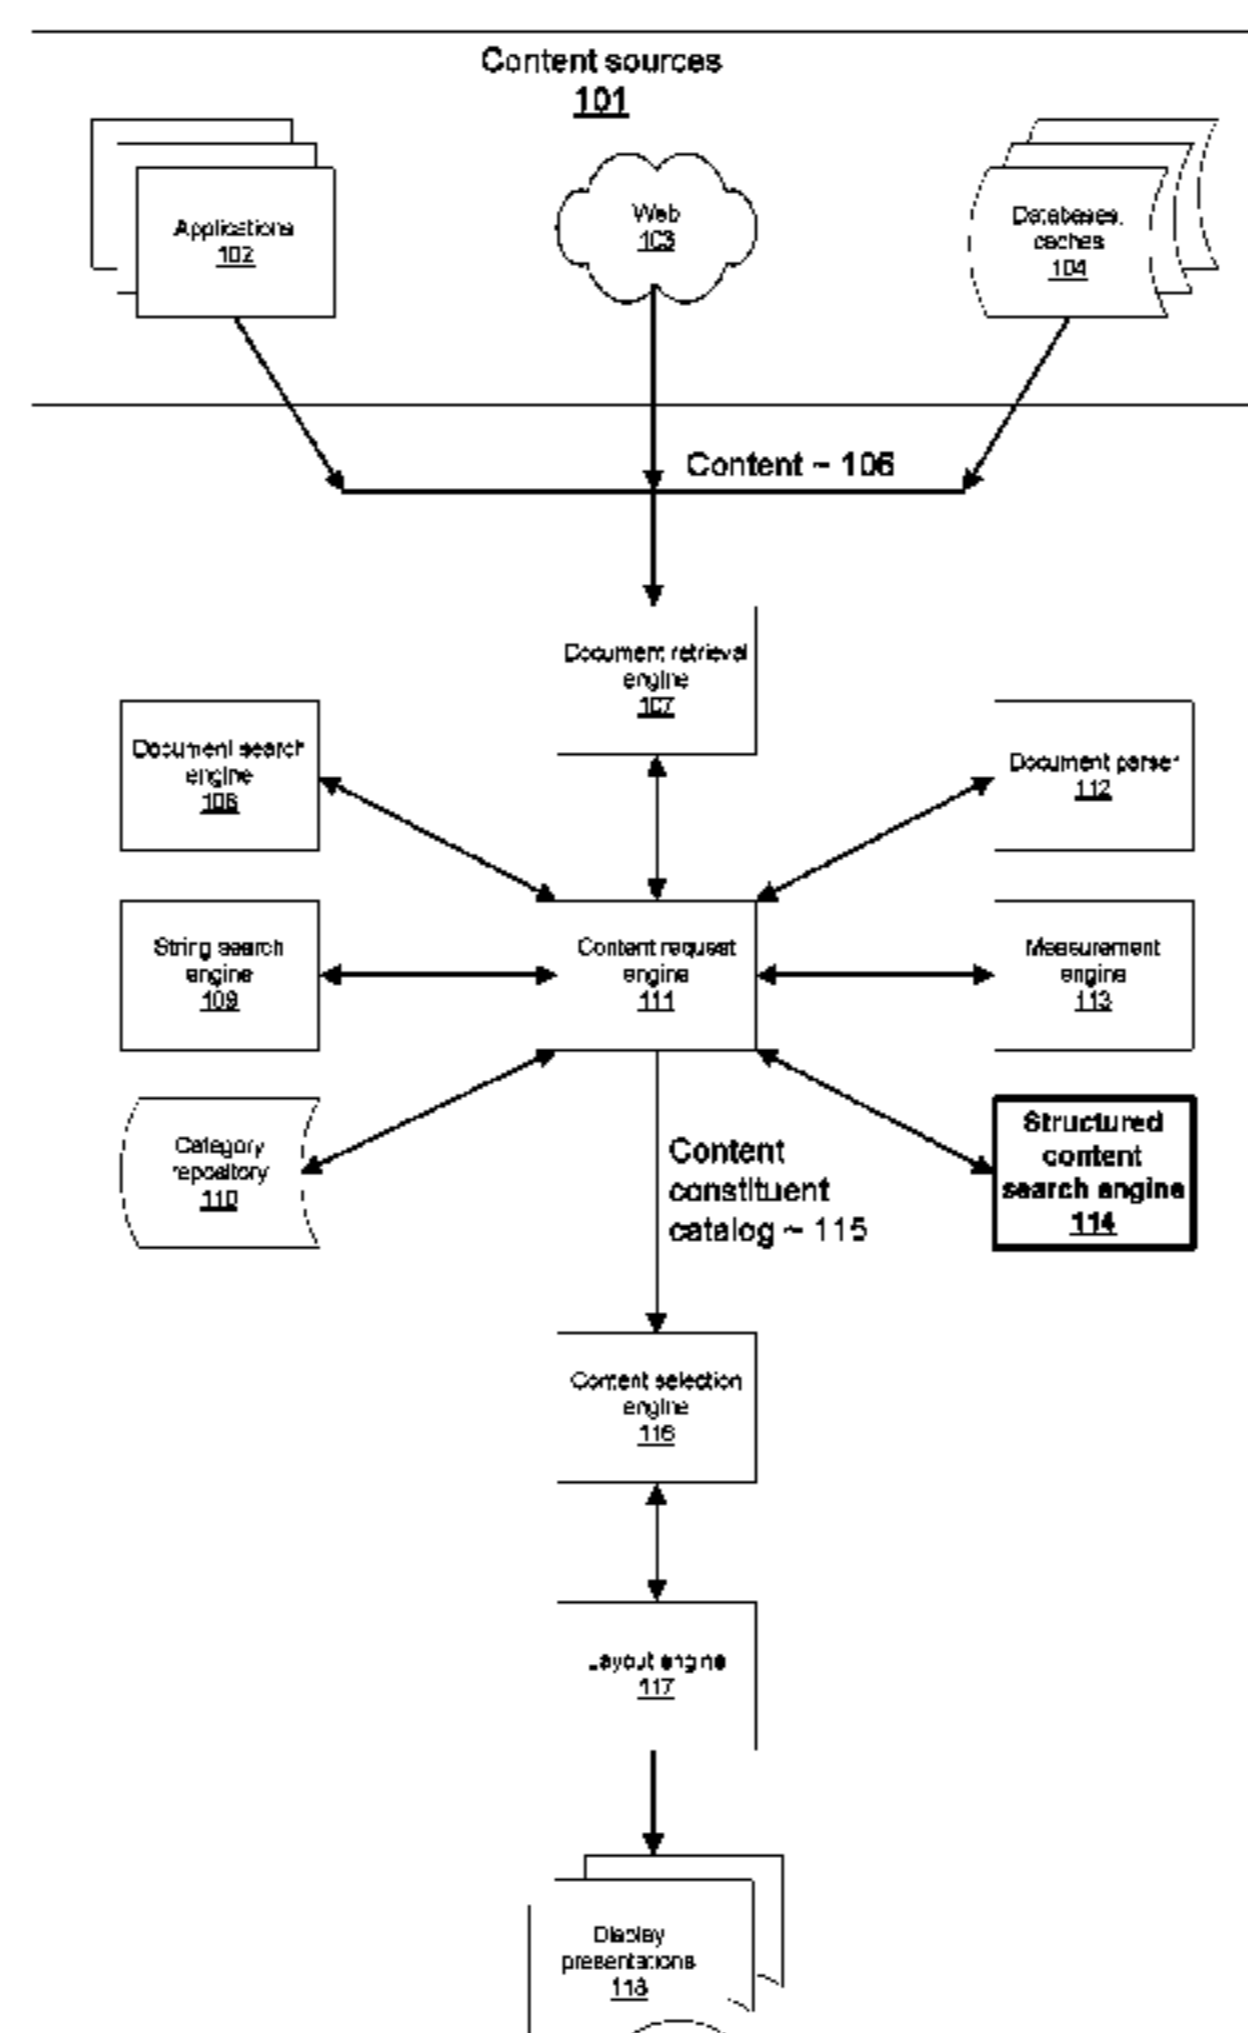 Content sources
101
Applications
102
Web
103
Databases,
caches
104
Content ~ 106
Document retrieval
engine
107
Document search
engine
108
Document parser
112
String search
engine
109
Content request
engine
111
Measurement
engine
113
Category
repository
110
Content
constituent
catalog ~ 115
Structured
content
search engine
114
Content selection
engine
116
Layout engine
117
Display
presentations
118